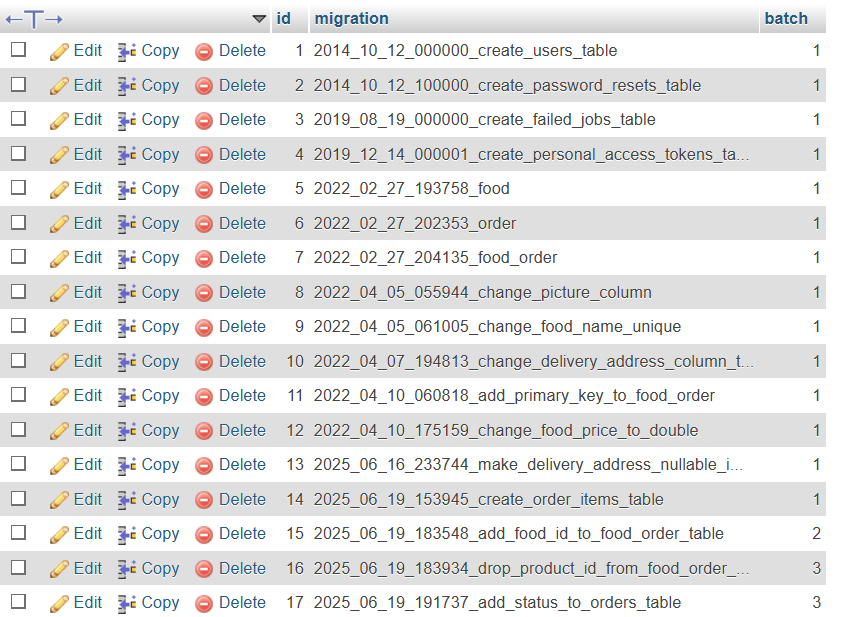 ←T→ id migration batch
Edit Copy Delete 1 2014_10_12_000000_create_users_table 1
Edit Copy Delete 2 2014_10_12_100000_create_password_resets_table 1
Edit Copy Delete 3 2019_08_19_000000_create_failed_jobs_table 1
Edit Copy Delete 4 2019_12_14_000001_create_personal_access_tokens_ta... 1
Edit Copy Delete 5 2022_02_27_193758_food 1
Edit Copy Delete 6 2022_02_27_202353_order 1
Edit Copy Delete 7 2022_02_27_204135_food_order 1
Edit Copy Delete 8 2022_04_05_055944_change_picture_column 1
Edit Copy Delete 9 2022_04_05_061005_change_food_name_unique 1
Edit Copy Delete 10 2022_04_07_194813_change_delivery_address_column_t... 1
Edit Copy Delete 11 2022_04_10_060818_add_primary_key_to_food_order 1
Edit Copy Delete 12 2022_04_10_175159_change_food_price_to_double 1
Edit Copy Delete 13 2025_06_16_233744_make_delivery_address_nullable_i... 1
Edit Copy Delete 14 2025_06_19_153945_create_order_items_table 1
Edit Copy Delete 15 2025_06_19_183548_add_food_id_to_food_order_table 2
Edit Copy Delete 16 2025_06_19_183934_drop_product_id_from_food_order_... 3
Edit Copy Delete 17 2025_06_19_191737_add_status_to_orders_table 3